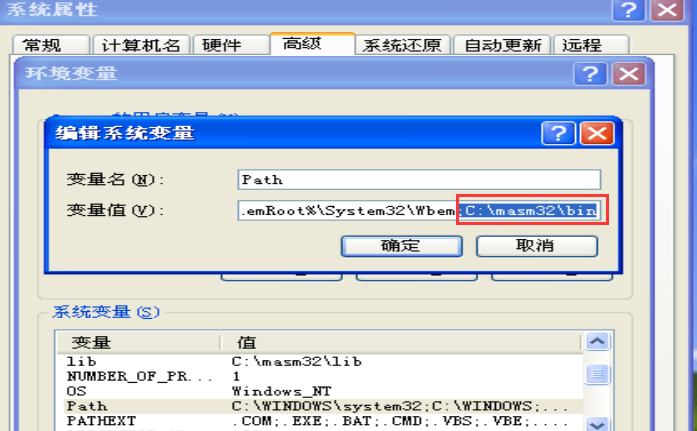 系统属性
常规 计算机名 硬件 高级 系统还原 自动更新 远程
环境变量
编辑系统变量
变量名(N): Path
变量值(V): .emRoot%\System32\Wbem;C:\masm32\bin
确定 取消
系统变量(S)
变量 值
lib C:\masm32\lib
NUMBER_OF_PR... 1
OS Windows_NT
Path C:\WINDOWS\system32;C:\WINDOWS;...
PATHEXT .COM;.EXE;.BAT;.CMD;.VBS;.VBE;....